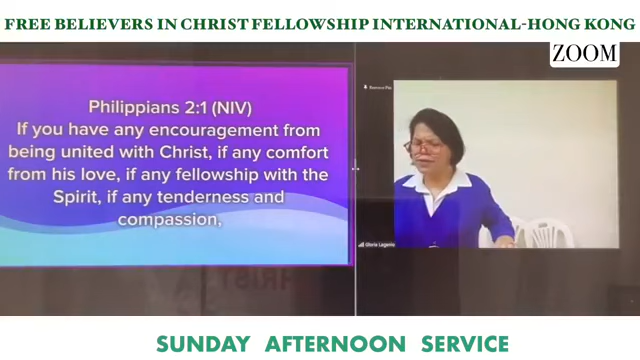 FREE BELIEVERS IN CHRIST FELLOWSHIP INTERNATIONAL-HONG KONG
ZOOM
Philippians 2:1 (NIV)
If you have any encouragement from
being united with Christ, if any comfort
from his love, if any fellowship with the
Spirit, if any tenderness and
compassion,
SUNDAY AFTERNOON SERVICE